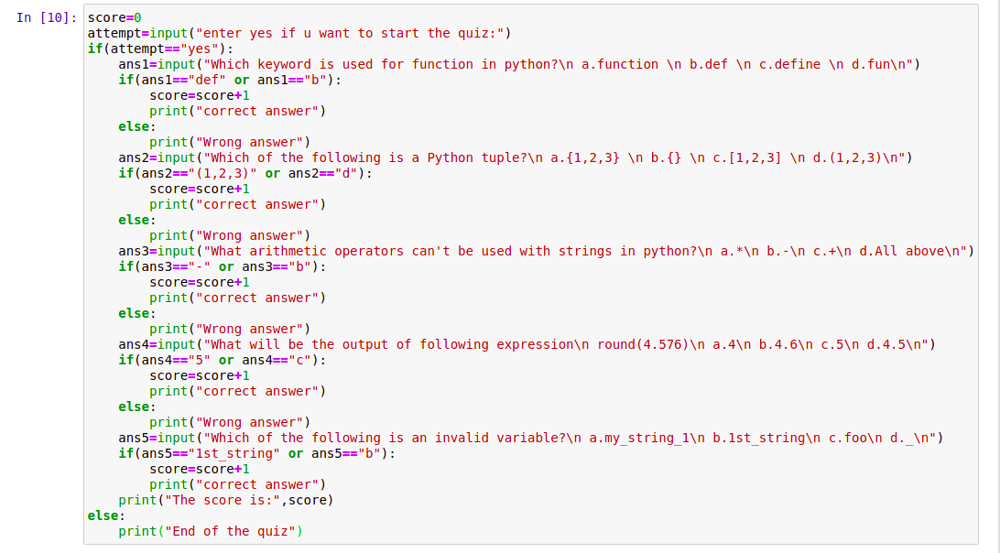 In [10]: score=0
attempt=input("enter yes if u want to start the quiz:")
if(attempt=="yes"):
    ans1=input("Which keyword is used for function in python?\n a.function \n b.def \n c.define \n d.fun\n")
    if(ans1=="def" or ans1=="b"):
        score=score+1
        print("correct answer")
    else:
        print("Wrong answer")
    ans2=input("Which of the following is a Python tuple?\n a.{1,2,3} \n b.{} \n c.[1,2,3] \n d.(1,2,3)\n")
    if(ans2=="(1,2,3)" or ans2=="d"):
        score=score+1
        print("correct answer")
    else:
        print("Wrong answer")
    ans3=input("What arithmetic operators can't be used with strings in python?\n a.*\n b.-\n c.+\n d.All above\n")
    if(ans3=="-" or ans3=="b"):
        score=score+1
        print("correct answer")
    else:
        print("Wrong answer")
    ans4=input("What will be the output of following expression\n round(4.576)\n a.4\n b.4.6\n c.5\n d.4.5\n")
    if(ans4=="5" or ans4=="c"):
        score=score+1
        print("correct answer")
    else:
        print("Wrong answer")
    ans5=input("Which of the following is an invalid variable?\n a.my_string_1\n b.1st_string\n c.foo\n d._\n")
    if(ans5=="1st_string" or ans5=="b"):
        score=score+1
        print("correct answer")
    print("The score is:",score)
else:
    print("End of the quiz")